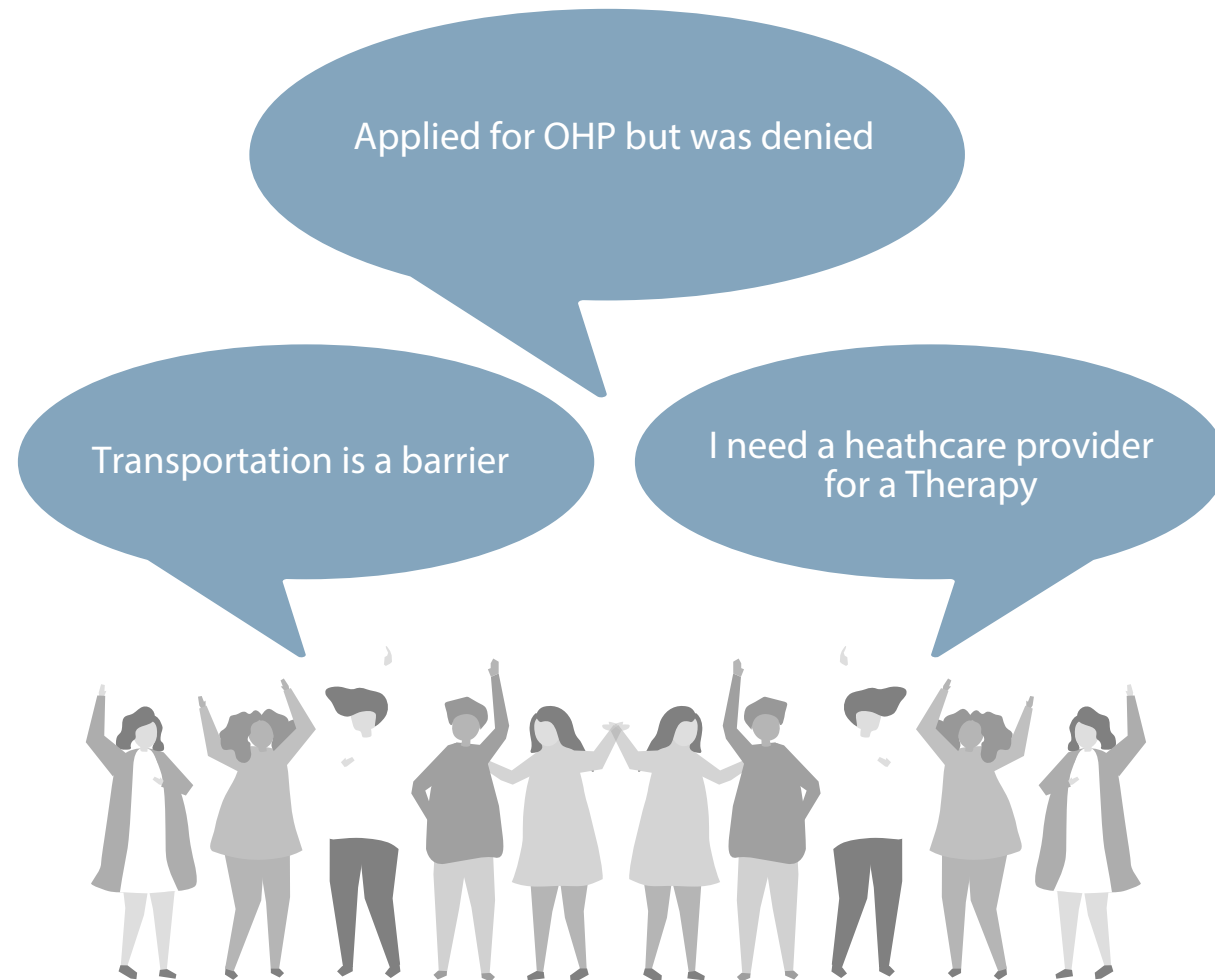 Applied for OHP but was denied
Transportation is a barrier
I need a heathcare provider
for a Therapy